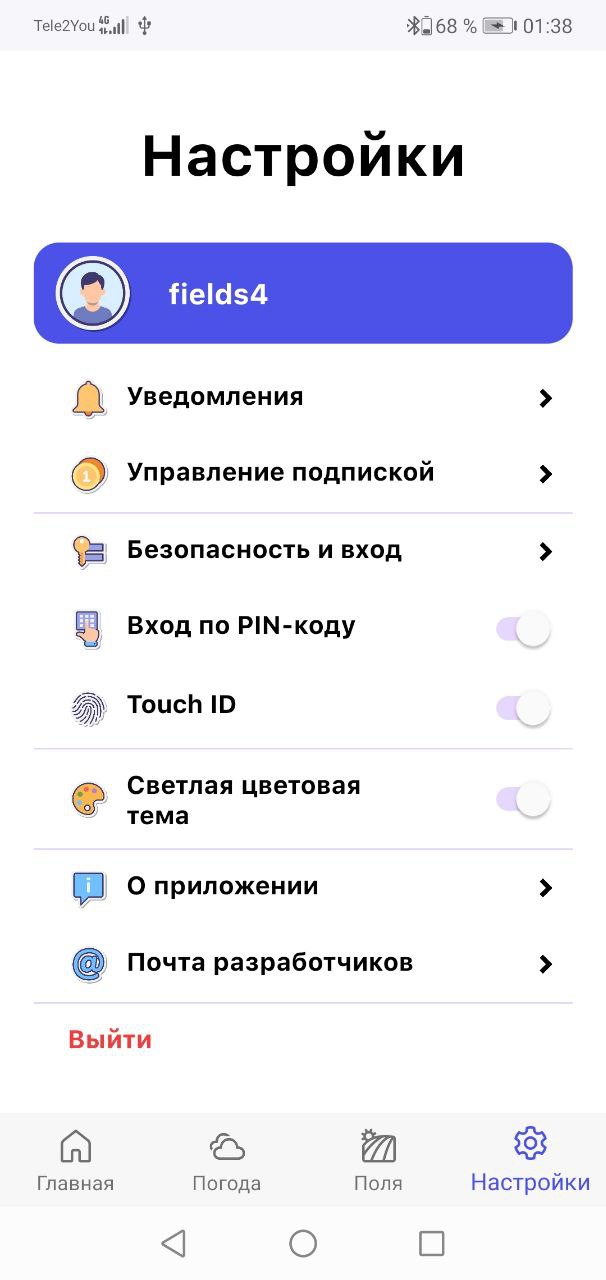 Tele2You 4G 68 % 01:38
Настройки
fields4
Уведомления
1
Управление подпиской
Безопасность и вход
Вход по PIN-коду
Touch ID
Светлая цветовая
тема
i
О приложении
@
Почта разработчиков
Выйти
Главная Погода Поля Настройки